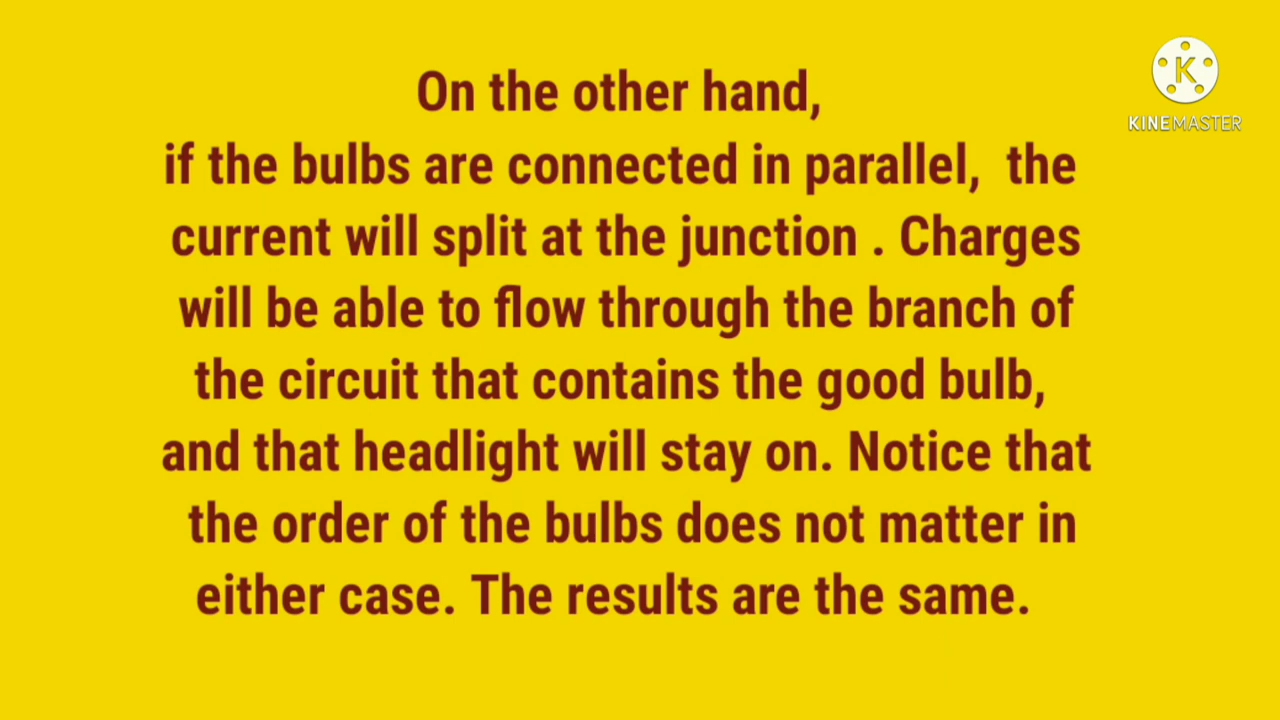 On the other hand,
if the bulbs are connected in parallel,  the
current will split at the junction . Charges
will be able to flow through the branch of
the circuit that contains the good bulb,
and that headlight will stay on. Notice that
the order of the bulbs does not matter in
either case. The results are the same.
K
KINEMASTER